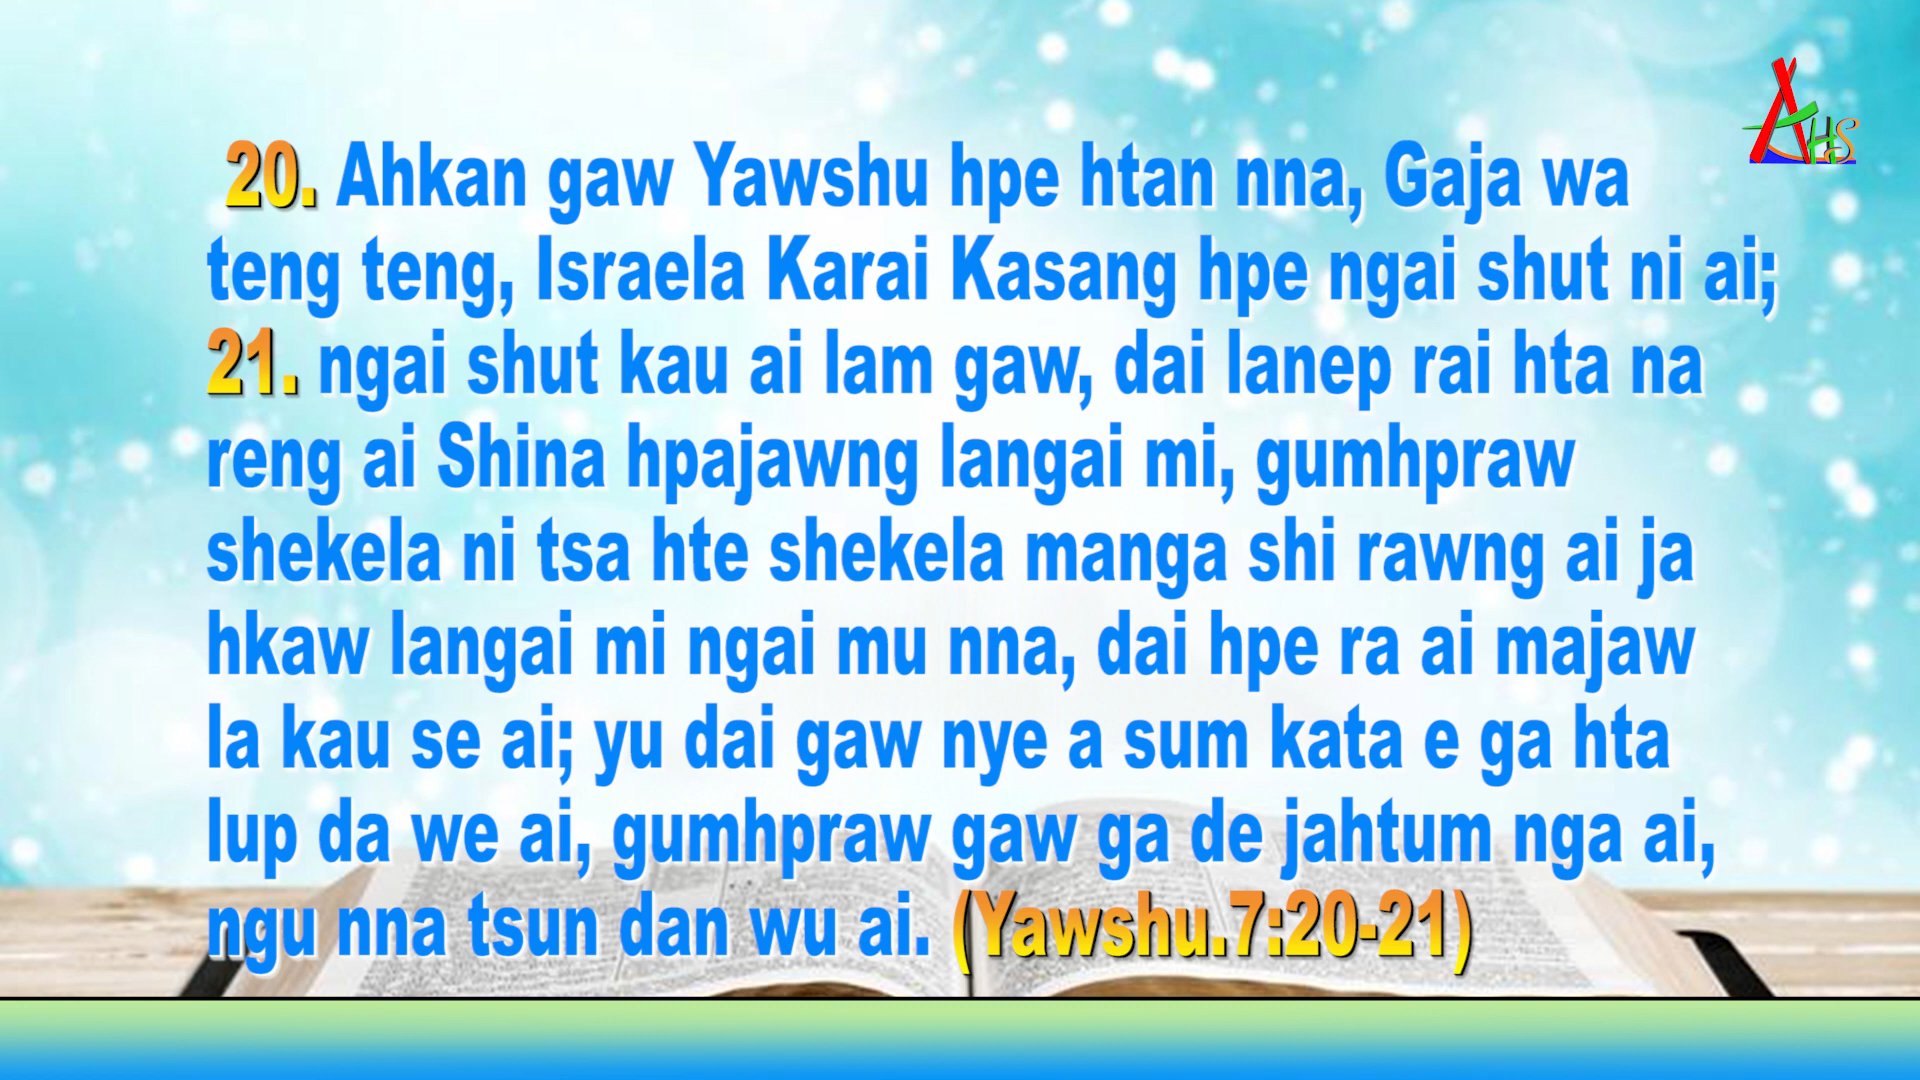 20. Ahkan gaw Yawshu hpe htan nna, Gaja wa
teng teng, Israela Karai Kasang hpe ngai shut ni ai;
21. ngai shut kau ai lam gaw, dai lanep rai hta na
reng ai Shina hpajawng langai mi, gumhpraw
shekela ni tsa hte shekela manga shi rawng ai ja
hkaw langai mi ngai mu nna, dai hpe ra ai majaw
la kau se ai; yu dai gaw nye a sum kata e ga hta
lup da we ai, gumhpraw gaw ga de jahtum nga ai,
ngu nna tsun dan wu ai. (Yawshu.7:20-21)